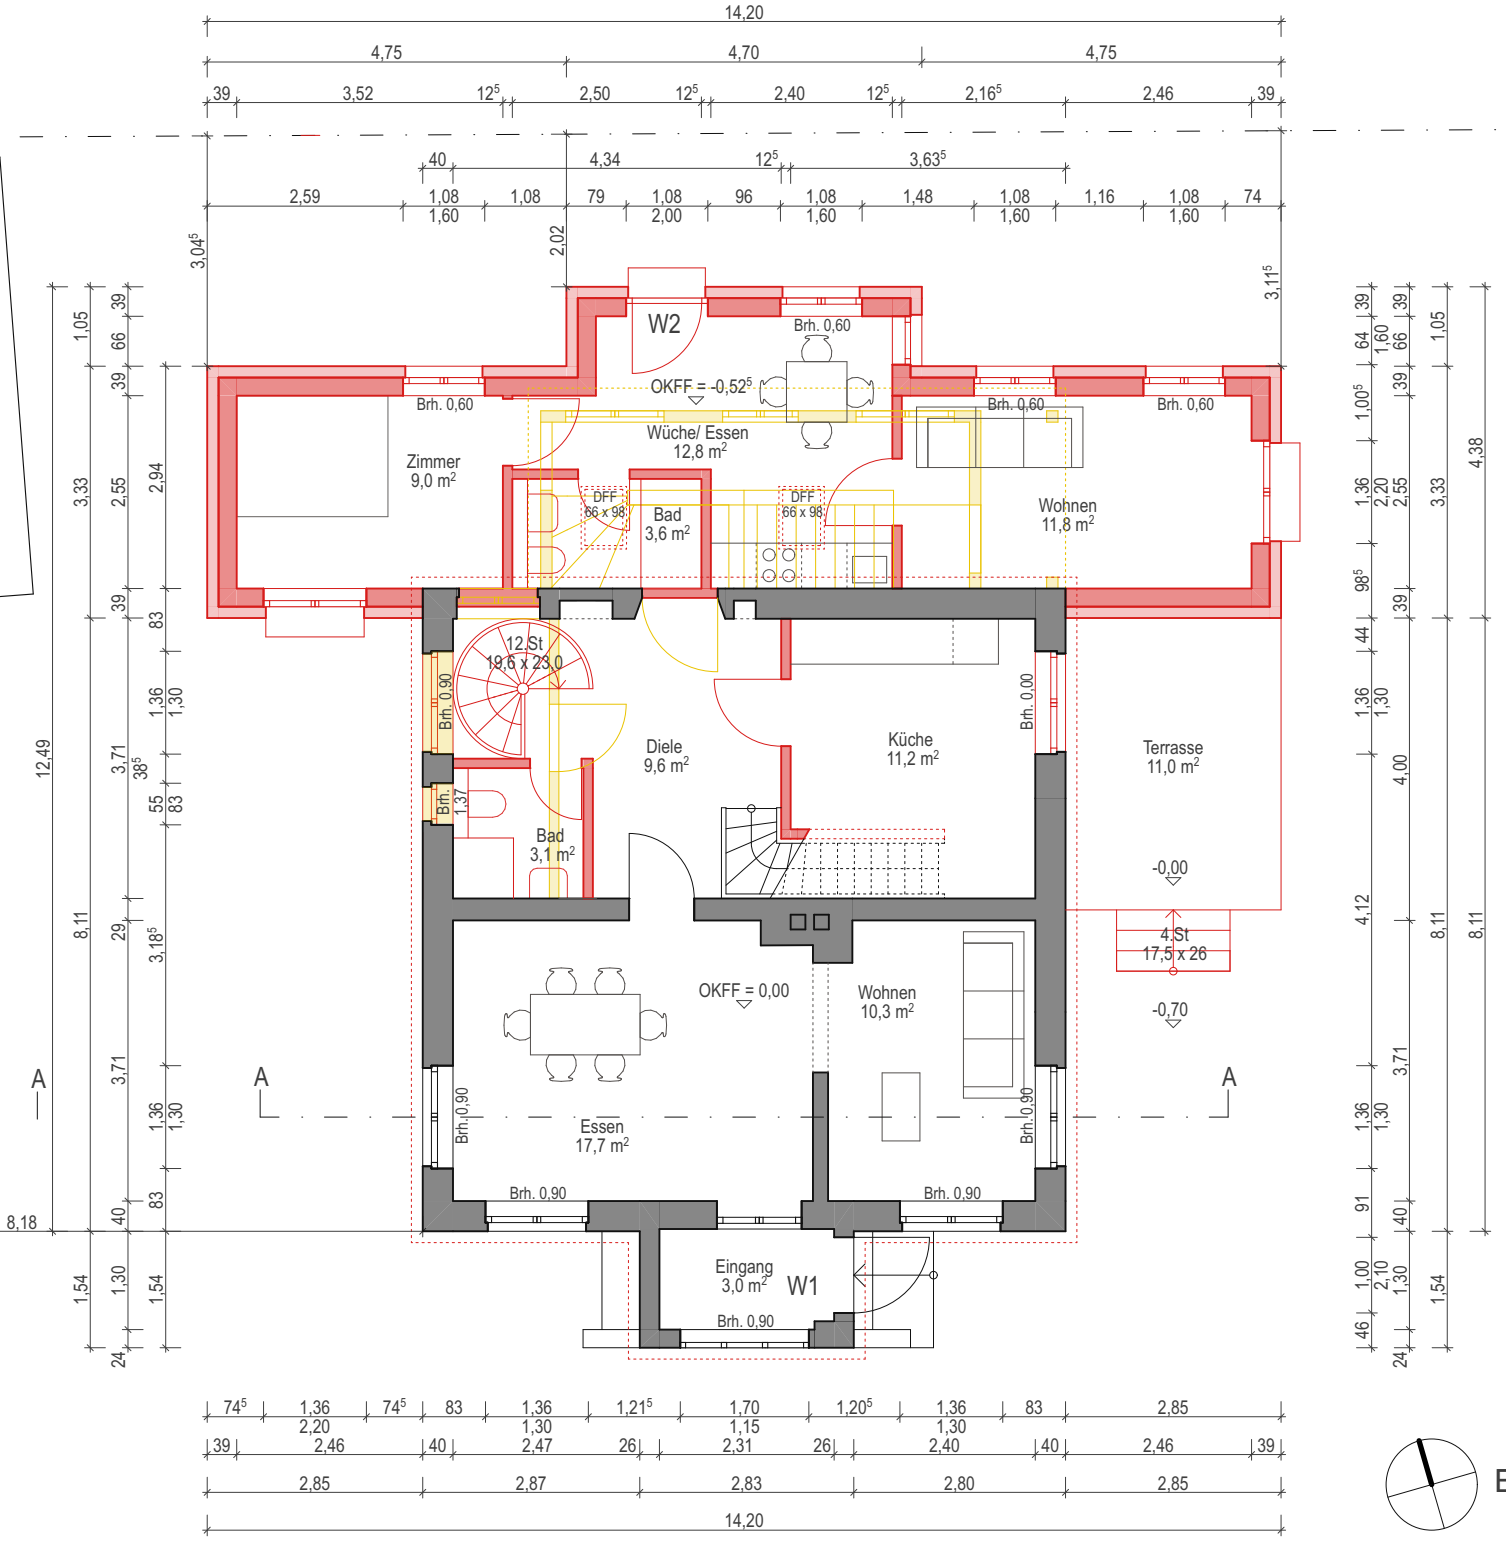 14,20
4,75 4,70 4,75
39 3,52 12⁵ 2,50 12⁵ 2,40 12⁵ 2,16⁵ 2,46 39
40 4,34 12⁵ 3,63⁵
2,59 1,08 1,08 79 1,08 96 1,08 1,48 1,08 1,16 1,08 74
1,60 2,00 1,60 1,60 1,60
3,04⁵ 2,02 3,11⁵
W2
Brh. 0,60
OKFF = -0,52⁵
Brh. 0,60 Brh. 0,60 Brh. 0,60
Wüche/ Essen
12,8 m²
Zimmer
9,0 m²
DFF
66 x 98
DFF
66 x 98
Bad
3,6 m²
Wohnen
11,8 m²
12.St
19,6 x 23,0
Brh. 0,90
Brh. 0,00
Diele
9,6 m²
Küche
11,2 m²
Terrasse
11,0 m²
Brh.
1,37
Bad
3,1 m²
-0,00
4.St
17,5 x 26
-0,70
OKFF = 0,00
Wohnen
10,3 m²
A A A
Brh. 0,90
Brh. 0,90
Essen
17,7 m²
Brh. 0,90 Brh. 0,90
Eingang
3,0 m²
W1
Brh. 0,90
12,49
8,18
1,05
3,33
8,11
1,54
39
66
39
2,55
39
3,71
29
3,71
40
1,30
24
2,94
83
1,36
1,30
38⁵
55
83
3,18⁵
1,36
1,30
83
1,54
39
64
1,60
1,00⁵
1,36
2,20
98⁵
44
1,36
1,30
4,12
1,36
1,30
91
1,00
2,10
46
39
66
39
2,55
39
4,00
3,71
40
1,30
24
1,05
3,33
8,11
1,54
4,38
8,11
74⁵ 1,36 74⁵ 83 1,36 1,21⁵ 1,70 1,20⁵ 1,36 83 2,85
2,20 1,30 1,15 1,30
39 2,46 40 2,47 26 2,31 26 2,40 40 2,46 39
2,85 2,87 2,83 2,80 2,85
14,20